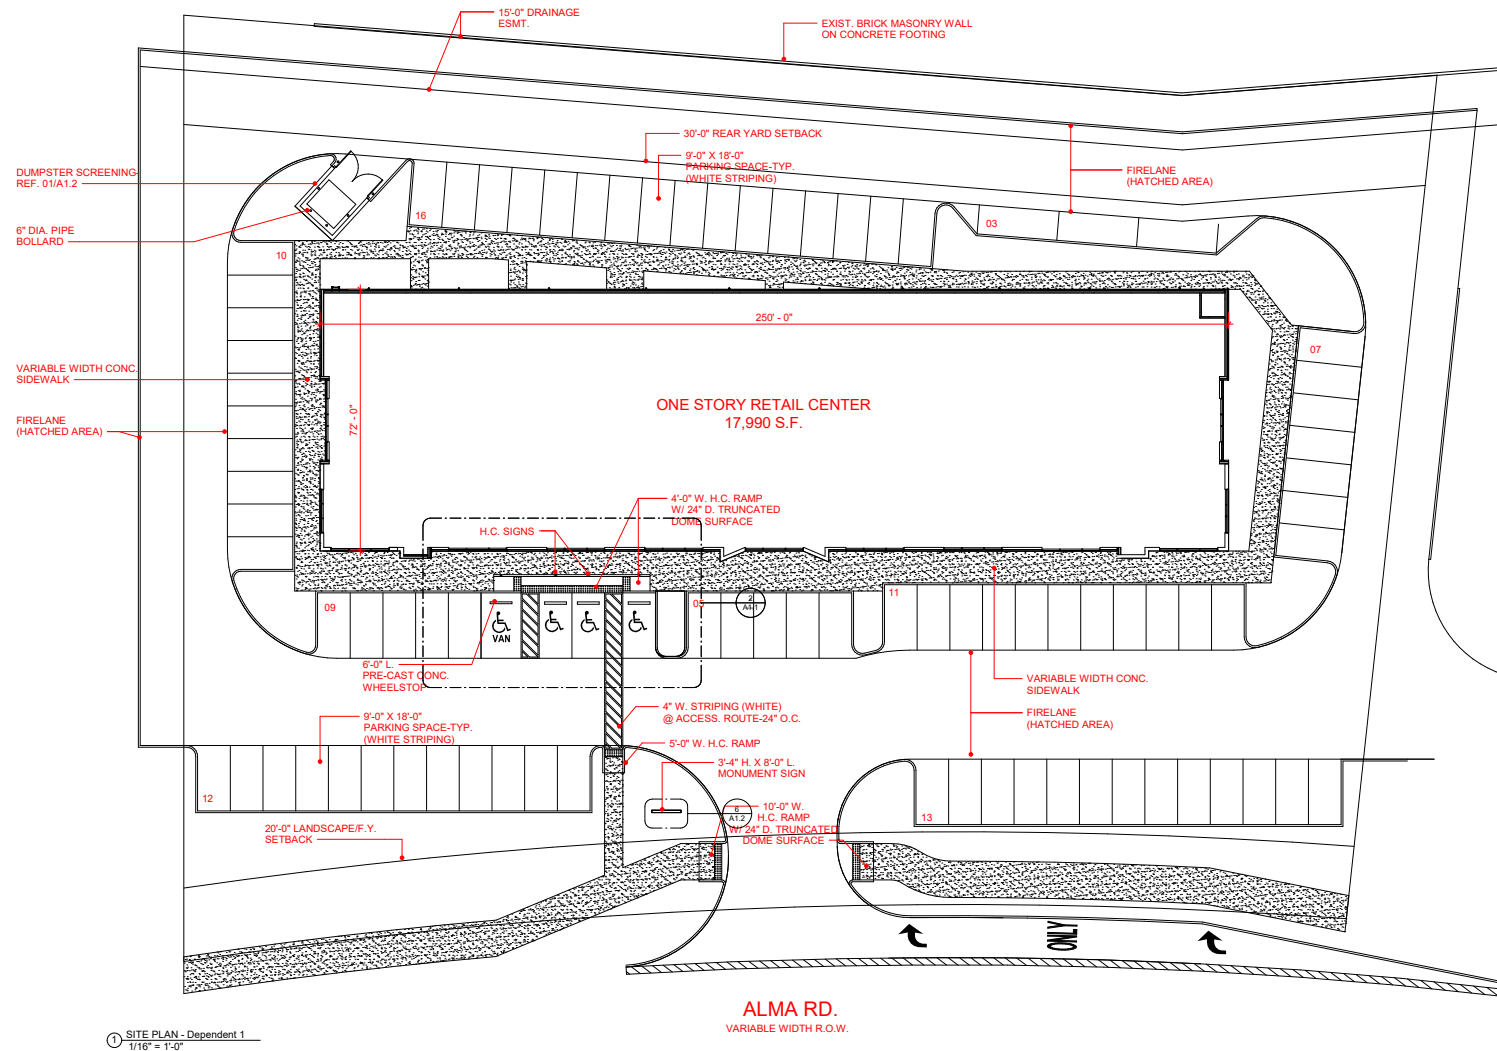 15'-0" DRAINAGE
ESMT.
EXIST. BRICK MASONRY WALL
ON CONCRETE FOOTING
30'-0" REAR YARD SETBACK
9'-0" X 18'-0"
PARKING SPACE-TYP.
(WHITE STRIPING)
FIRELANE
(HATCHED AREA)
DUMPSTER SCREENING
REF. 01/A1.2
6" DIA. PIPE
BOLLARD
16
03
10
250' - 0"
07
VARIABLE WIDTH CONC.
SIDEWALK
FIRELANE
(HATCHED AREA)
72' - 0"
ONE STORY RETAIL CENTER
17,990 S.F.
4'-0" W. H.C. RAMP
W/ 24" D. TRUNCATED
DOME SURFACE
H.C. SIGNS
09
05
2
A4.1
11
VAN
6'-0" L.
PRE-CAST CONC.
WHEELSTOP
VARIABLE WIDTH CONC.
SIDEWALK
4" W. STRIPING (WHITE)
@ ACCESS. ROUTE-24" O.C.
FIRELANE
(HATCHED AREA)
9'-0" X 18'-0"
PARKING SPACE-TYP.
(WHITE STRIPING)
5'-0" W. H.C. RAMP
3'-4" H. X 8'-0" L.
MONUMENT SIGN
12
6
A1.2
10'-0" W.
H.C. RAMP
W/ 24" D. TRUNCATED
DOME SURFACE
13
20'-0" LANDSCAPE/F.Y.
SETBACK
ONLY
ALMA RD.
VARIABLE WIDTH R.O.W.
1
SITE PLAN - Dependent 1
1/16" = 1'-0"